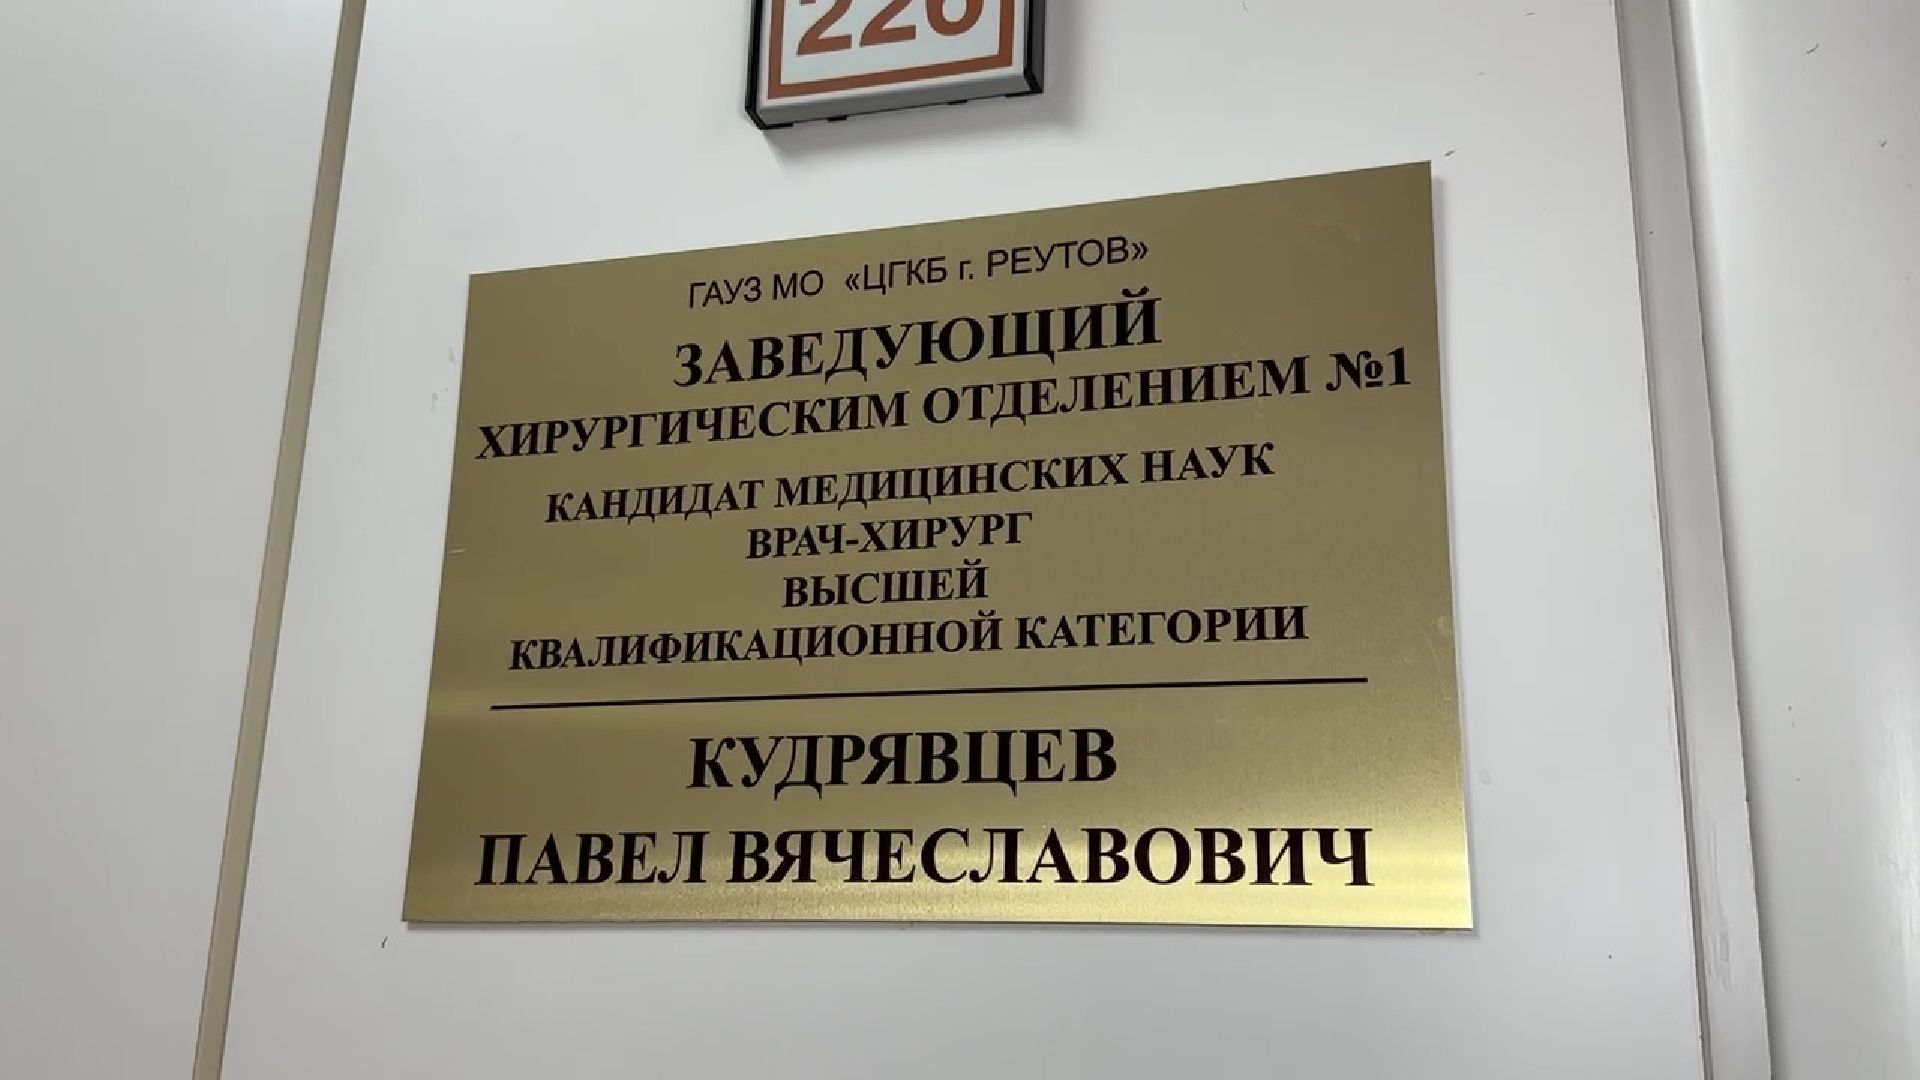 226
ГАУЗ МО «ЦГКБ г. РЕУТОВ»
ЗАВЕДУЮЩИЙ
ХИРУРГИЧЕСКИМ ОТДЕЛЕНИЕМ №1
КАНДИДАТ МЕДИЦИНСКИХ НАУК
ВРАЧ-ХИРУРГ
ВЫСШЕЙ
КВАЛИФИКАЦИОННОЙ КАТЕГОРИИ
КУДРЯВЦЕВ
ПАВЕЛ ВЯЧЕСЛАВОВИЧ